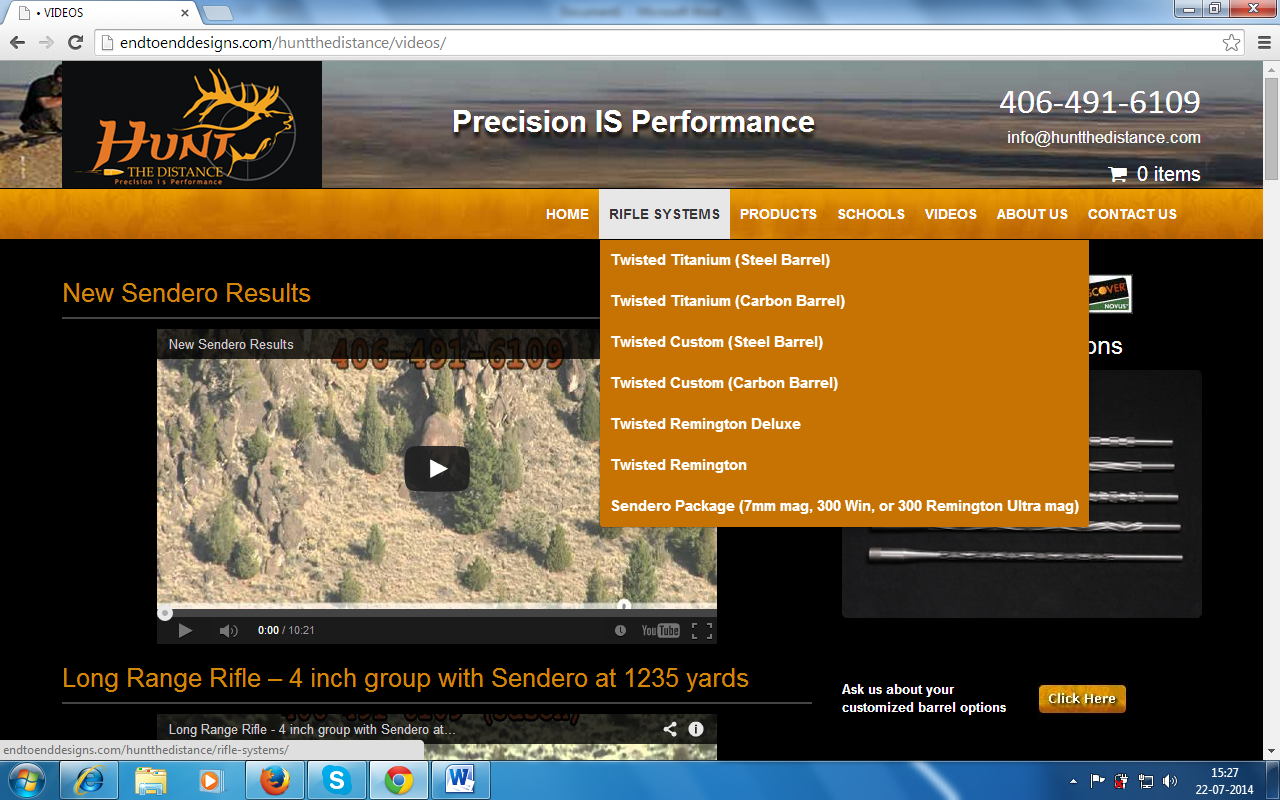 • VIDEOS
endtoenddesigns.com/huntthedistance/videos/
HUNT
THE DISTANCE
Precision Is Performance
Precision IS Performance
406-491-6109
info@huntthedistance.com
0 items
HOME
RIFLE SYSTEMS
PRODUCTS
SCHOOLS
VIDEOS
ABOUT US
CONTACT US
Twisted Titanium (Steel Barrel)
Twisted Titanium (Carbon Barrel)
Twisted Custom (Steel Barrel)
Twisted Custom (Carbon Barrel)
Twisted Remington Deluxe
Twisted Remington
Sendero Package (7mm mag, 300 Win, or 300 Remington Ultra mag)
New Sendero Results
New Sendero Results
406-491-6109
0:00 / 10:21
YouTube
NOVUS
ons
Long Range Rifle – 4 inch group with Sendero at 1235 yards
Long Range Rifle - 4 inch group with Sendero at...
Ask us about your
customized barrel options
Click Here
endtoenddesigns.com/huntthedistance/rifle-systems/
15:27
22-07-2014